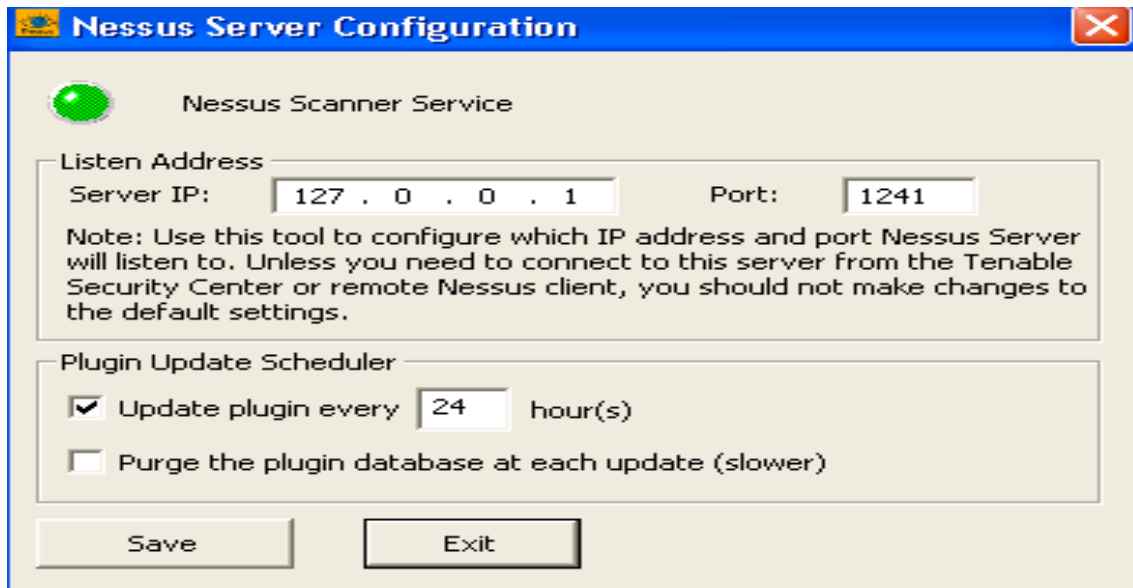 Nessus Server Configuration
Nessus Scanner Service
Listen Address
Server IP: 127 . 0 . 0 . 1 Port: 1241
Note: Use this tool to configure which IP address and port Nessus Server
will listen to. Unless you need to connect to this server from the Tenable
Security Center or remote Nessus client, you should not make changes to
the default settings.
Plugin Update Scheduler
Update plugin every 24 hour(s)
Purge the plugin database at each update (slower)
Save Exit